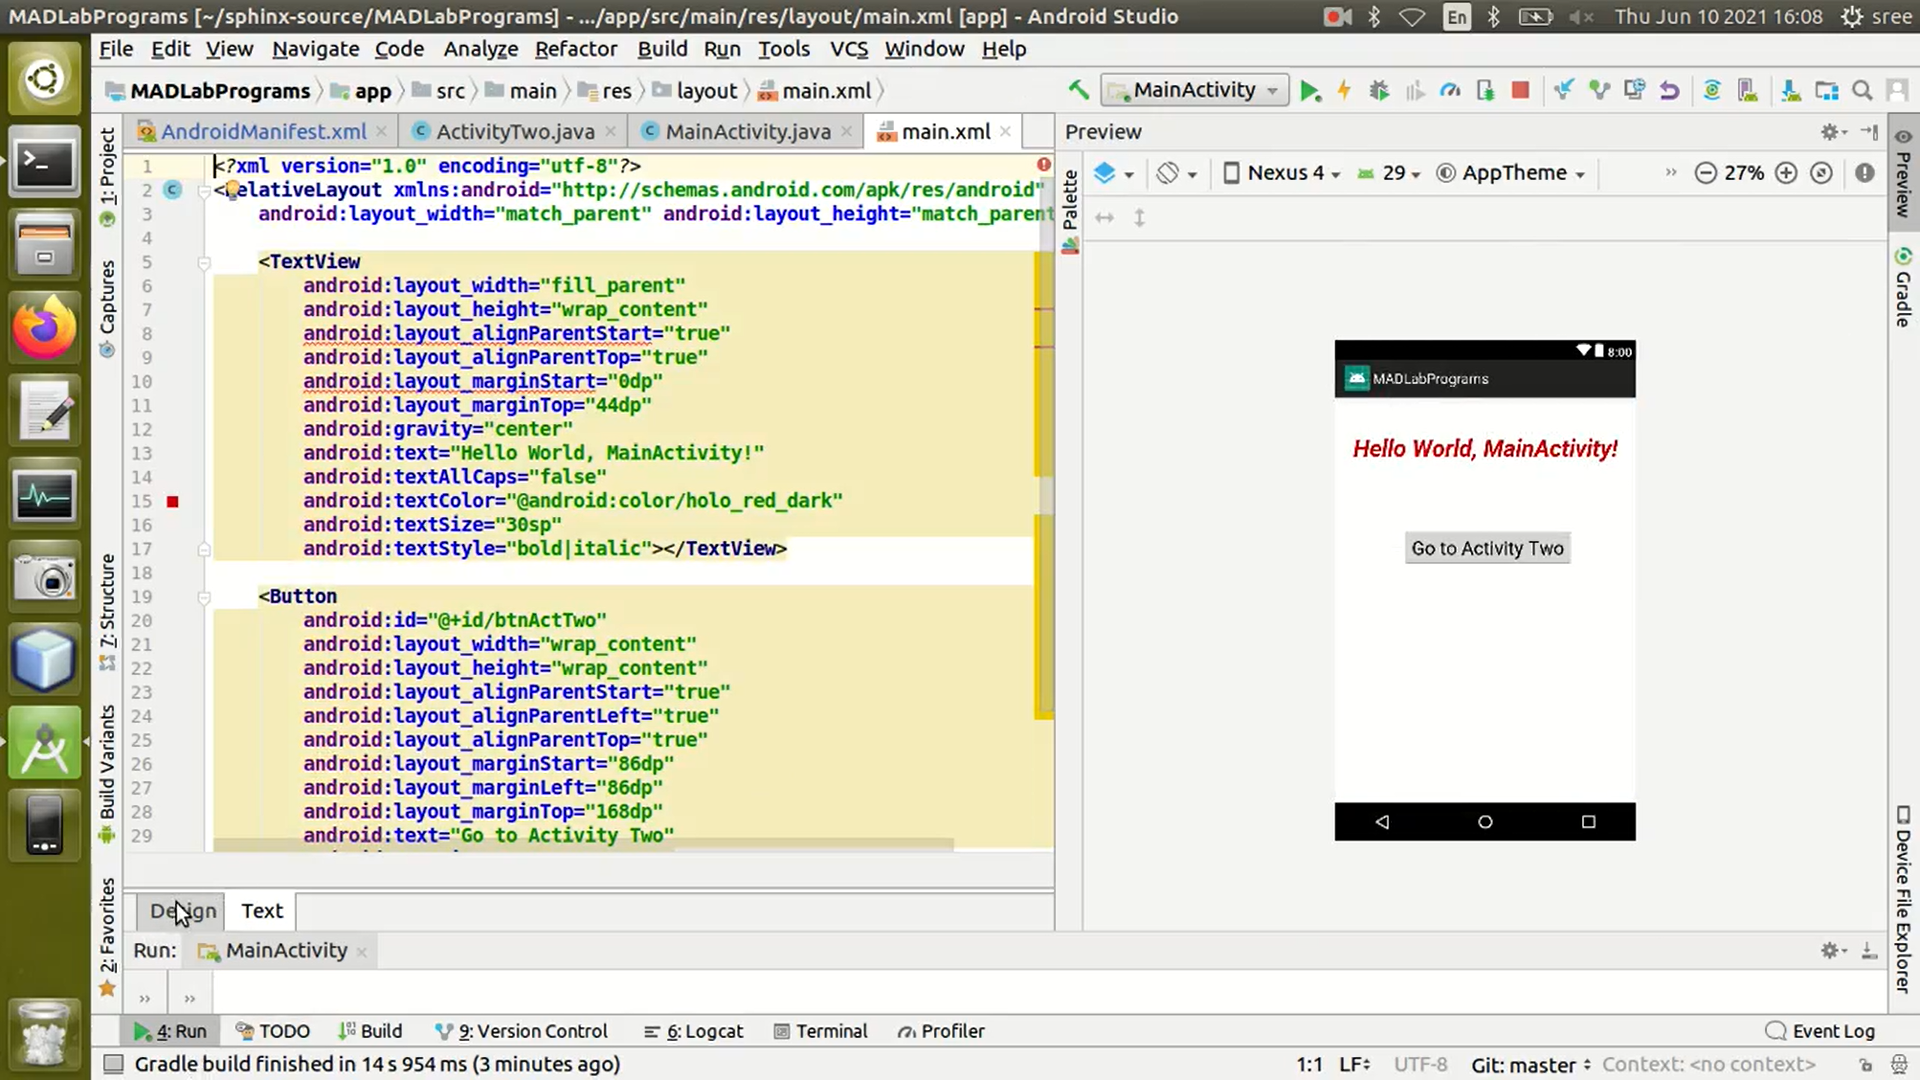 MADLabPrograms [~/sphinx-source/MADLabPrograms] - .../app/src/main/res/layout/main.xml [app] - Android Studio
En
Thu Jun 10 2021 16:08
sree
File Edit View Navigate Code Analyze Refactor Build Run Tools VCS Window Help
MADLabPrograms app src main res layout main.xml
MainActivity
AndroidManifest.xml
ActivityTwo.java
MainActivity.java
main.xml
Preview
Nexus 4
29
AppTheme
27%
1: Project
Captures
7: Structure
Build Variants
2: Favorites
Palette
Preview
Gradle
Device File Explorer
1 <?xml version="1.0" encoding="utf-8"?>
2 <RelativeLayout xmlns:android="http://schemas.android.com/apk/res/android"
3 android:layout_width="match_parent" android:layout_height="match_parent
4
5 <TextView
6 android:layout_width="fill_parent"
7 android:layout_height="wrap_content"
8 android:layout_alignParentStart="true"
9 android:layout_alignParentTop="true"
10 android:layout_marginStart="0dp"
11 android:layout_marginTop="44dp"
12 android:gravity="center"
13 android:text="Hello World, MainActivity!"
14 android:textAllCaps="false"
15 android:textColor="@android:color/holo_red_dark"
16 android:textSize="30sp"
17 android:textStyle="bold|italic"></TextView>
18
19 <Button
20 android:id="@+id/btnActTwo"
21 android:layout_width="wrap_content"
22 android:layout_height="wrap_content"
23 android:layout_alignParentStart="true"
24 android:layout_alignParentLeft="true"
25 android:layout_alignParentTop="true"
26 android:layout_marginStart="86dp"
27 android:layout_marginLeft="86dp"
28 android:layout_marginTop="168dp"
29 android:text="Go to Activity Two"
8:00
MADLabPrograms
Hello World, MainActivity!
Go to Activity Two
Design
Text
Run:
MainActivity
4: Run
TODO
Build
9: Version Control
6: Logcat
Terminal
Profiler
Event Log
Gradle build finished in 14 s 954 ms (3 minutes ago)
1:1
LF
UTF-8
Git: master
Context: <no context>